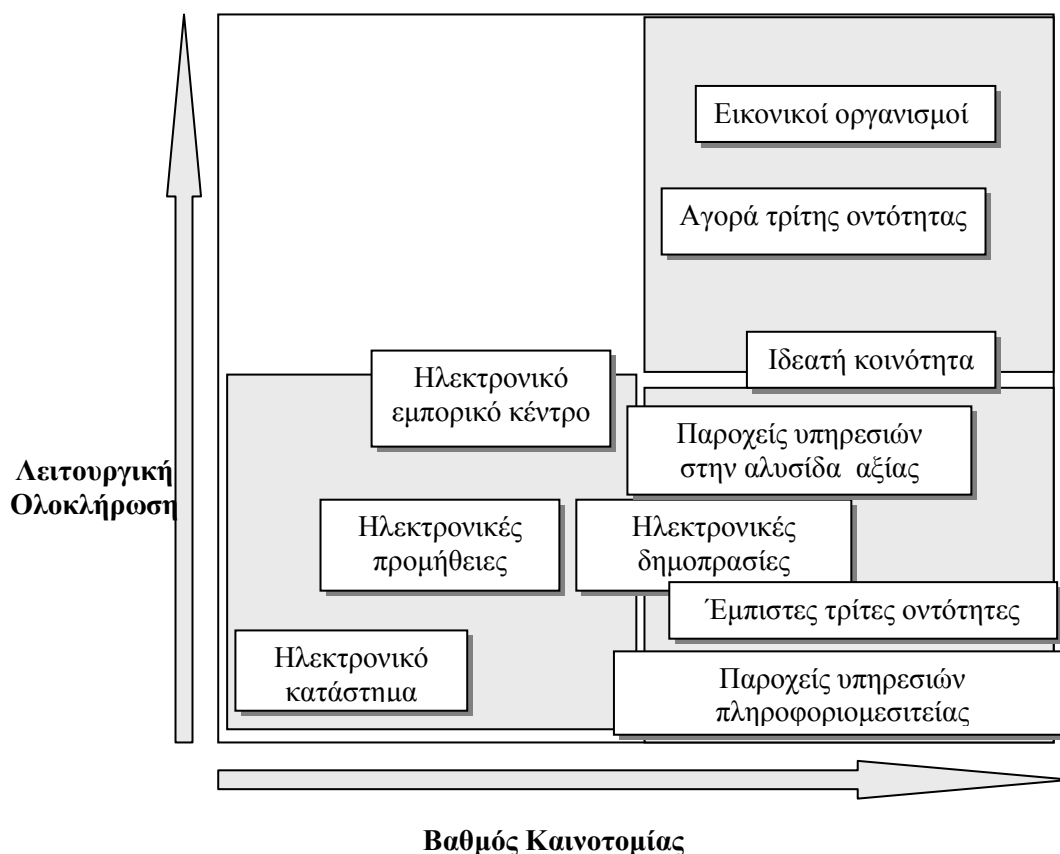 Εικονικοί οργανισμοί
Αγορά τρίτης οντότητας
Ιδεατή κοινότητα
Ηλεκτρονικό
εμπορικό κέντρο
Παροχείς υπηρεσιών
στην αλυσίδα αξίας
Λειτουργική
Ολοκλήρωση
Ηλεκτρονικές
προμήθειες
Ηλεκτρονικές
δημοπρασίες
Έμπιστες τρίτες οντότητες
Ηλεκτρονικό
κατάστημα
Παροχείς υπηρεσιών
πληροφοριομεσιτείας
Βαθμός Καινοτομίας